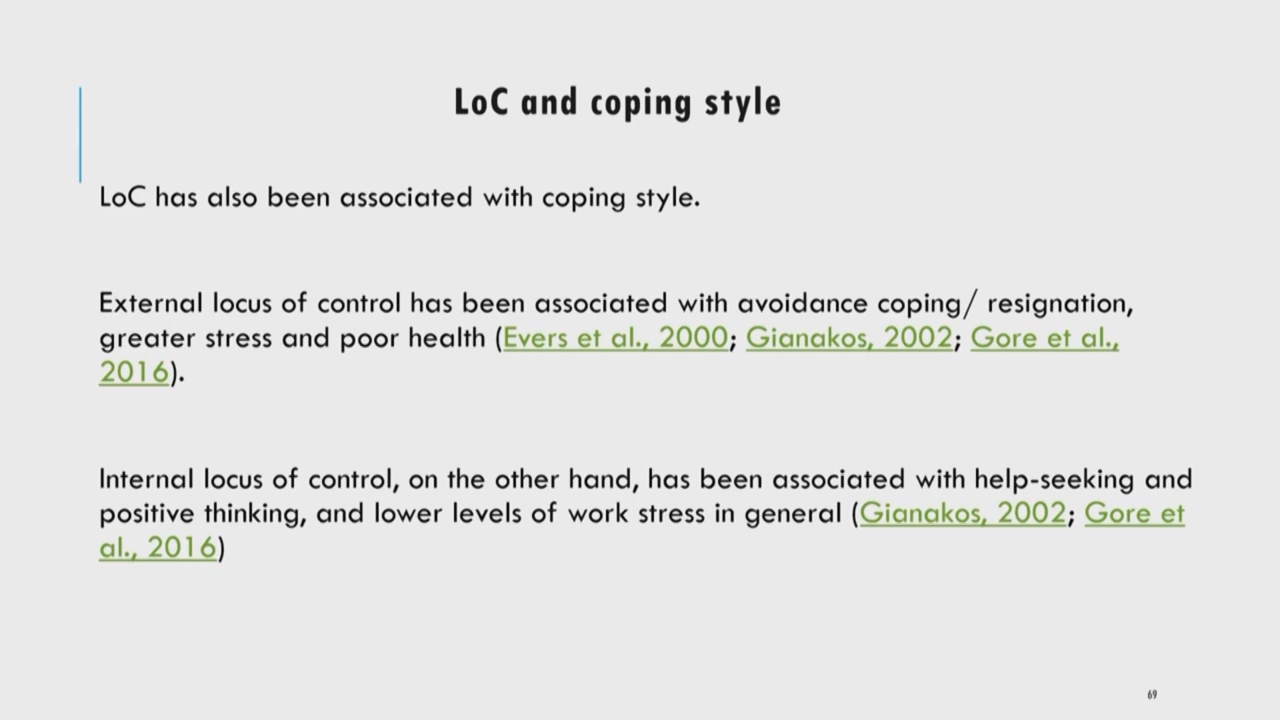 LoC and coping style
LoC has also been associated with coping style.
External locus of control has been associated with avoidance coping/ resignation,
greater stress and poor health (Evers et al., 2000; Gianakos, 2002; Gore et al.,
2016).
Internal locus of control, on the other hand, has been associated with help-seeking and
positive thinking, and lower levels of work stress in general (Gianakos, 2002; Gore et
al., 2016)
69